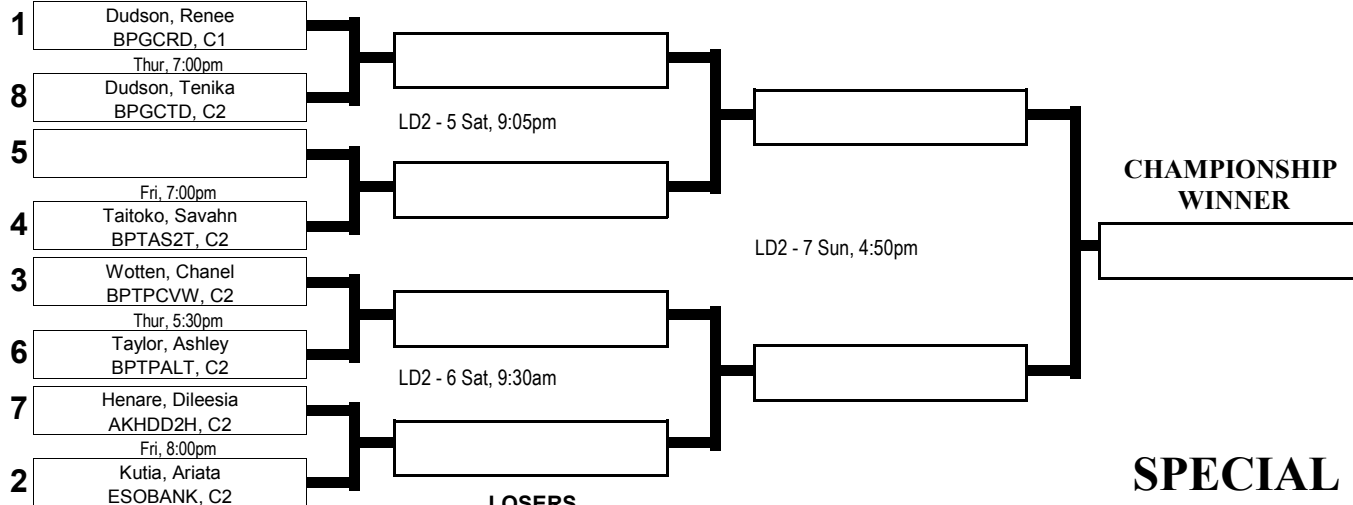 1
Dudson, Renee
BPGCRD, C1
Thur, 7:00pm
8
Dudson, Tenika
BPGCTD, C2
LD2 - 5 Sat, 9:05pm
5
Fri, 7:00pm
4
Taitoko, Savahn
BPTAS2T, C2
CHAMPIONSHIP
WINNER
LD2 - 7 Sun, 4:50pm
3
Wotten, Chanel
BPTPCVW, C2
Thur, 5:30pm
6
Taylor, Ashley
BPTPALT, C2
LD2 - 6 Sat, 9:30am
7
Henare, Dileesia
AKHDD2H, C2
Fri, 8:00pm
2
Kutia, Ariata
ESOBANK, C2
LOSERS
SPECIAL